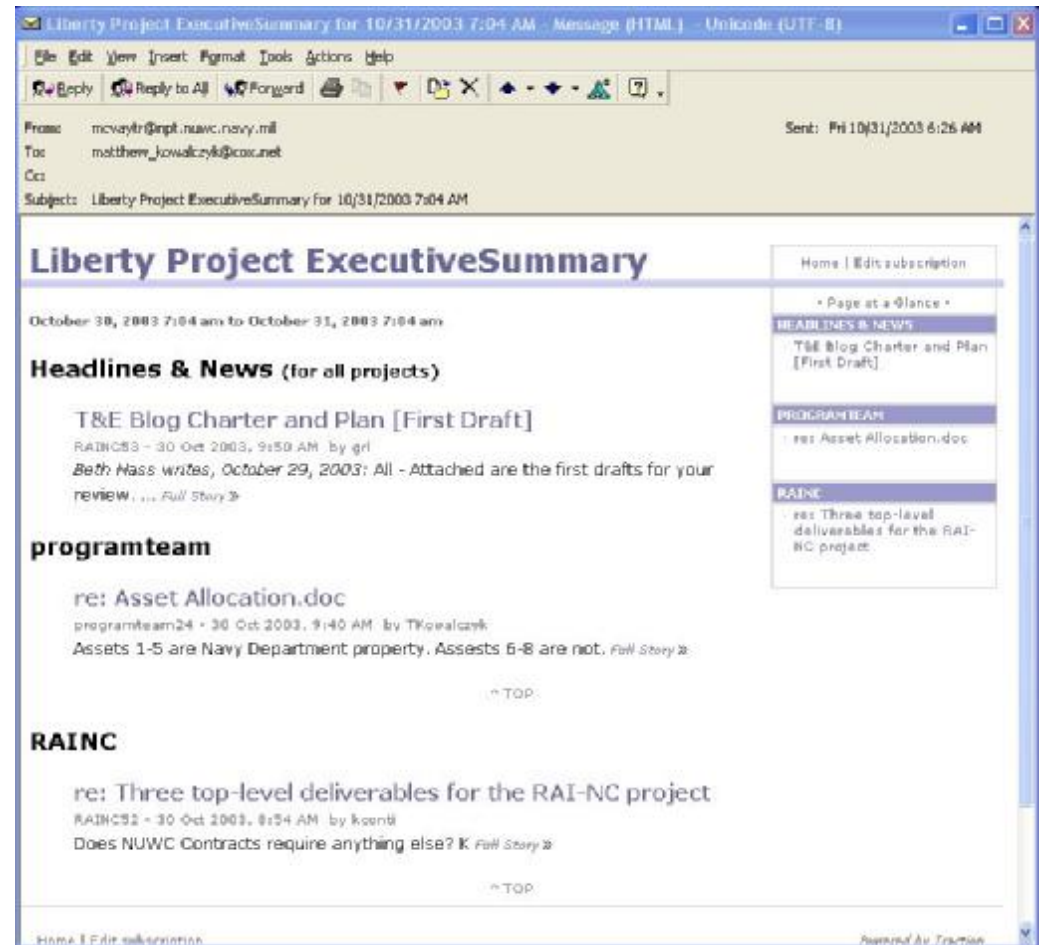 Liberty Project ExecutiveSummary for 10/31/2003 7:04 AM - Message (HTML) - Unicode (UTF-8)
File Edit View Insert Format Tools Actions Help
Reply Reply to All Forward
From: mcvaytr@npt.nuwc.navy.mil Sent: Fri 10/31/2003 6:26 AM
To: matthew_kowalczyk@cox.net
Cc:
Subject: Liberty Project ExecutiveSummary for 10/31/2003 7:04 AM
Liberty Project ExecutiveSummary
October 30, 2003 7:04 am to October 31, 2003 7:04 am
Headlines & News (for all projects)
T&E Blog Charter and Plan [First Draft]
RAINC53 - 30 Oct 2003, 9:50 AM by grl
Beth Hass writes, October 29, 2003: All - Attached are the first drafts for your
review. ... Full Story »
programteam
re: Asset Allocation.doc
programteam24 - 30 Oct 2003, 9:40 AM by TKowalczyk
Assets 1-5 are Navy Department property. Assests 6-8 are not. Full Story »
^ TOP
RAINC
re: Three top-level deliverables for the RAI-NC project
RAINC52 - 30 Oct 2003, 8:54 AM by
Does NUWC Contracts require anything else? K Full Story »
^ TOP
Home | Edit subscription
Powered by Traction
Home | Edit subscription
• Page at a Glance •
HEADLINES & NEWS
T&E Blog Charter and Plan
[First Draft]
PROGRAMTEAM
re: Asset Allocation.doc
RAINC
re: Three top-level
deliverables for the RAI-
NC project